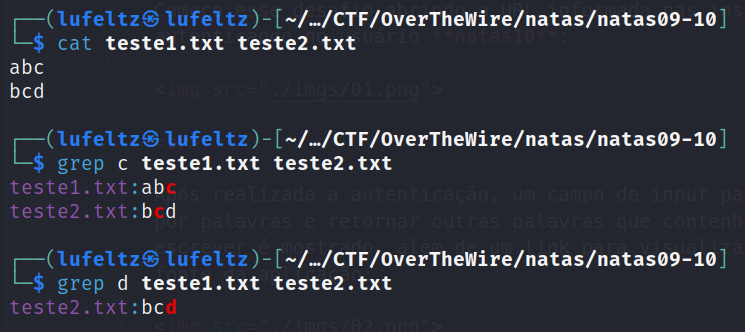 ┌──(lufeltz㉿lufeltz)-[~/…/CTF/OverTheWire/natas/natas09-10]
└─$ cat teste1.txt teste2.txt
abc
bcd
┌──(lufeltz㉿lufeltz)-[~/…/CTF/OverTheWire/natas/natas09-10]
└─$ grep c teste1.txt teste2.txt
teste1.txt:abc
teste2.txt:bcd
┌──(lufeltz㉿lufeltz)-[~/…/CTF/OverTheWire/natas/natas09-10]
└─$ grep d teste1.txt teste2.txt
teste2.txt:bcd